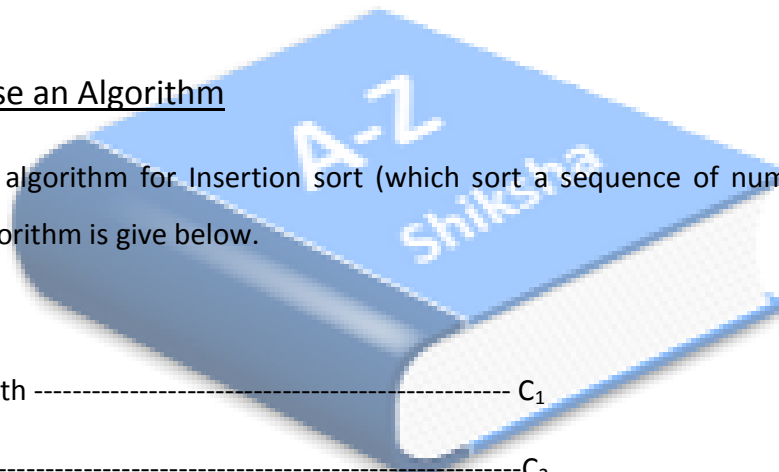 se an Algorithm
A-Z
algorithm for Insertion sort (which sort a sequence of num
Shiksha
orithm is give below.
th ------------------------------------------------- C₁
----------------------------------------------------C₂